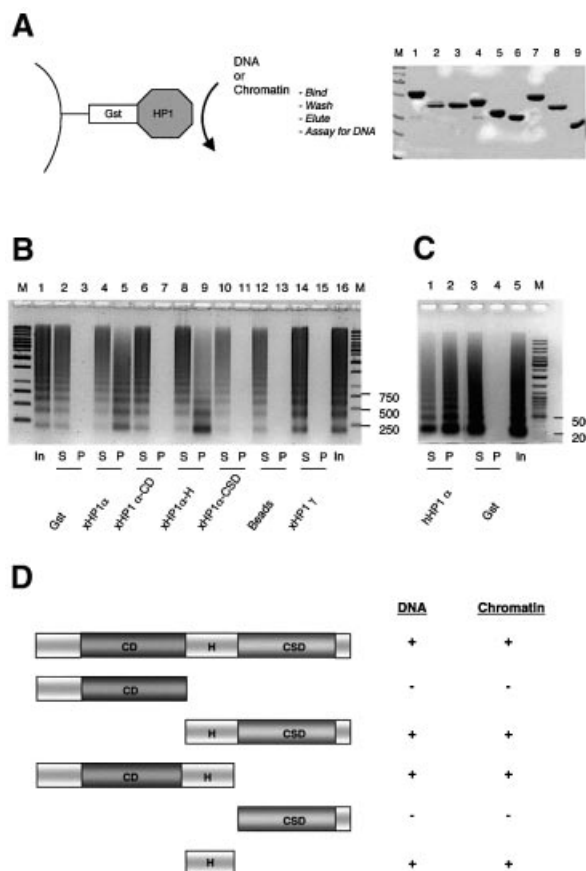 A
DNA
or
Chromatin
Gst HP1
- Bind
- Wash
- Elute
- Assay for DNA
M 1 2 3 4 5 6 7 8 9
B
M 1 2 3 4 5 6 7 8 9 10 11 12 13 14 15 16 M
750
500
250
In S P S P S P S P S P S P S P In
Gst
xHP1α
xHP1 α-CD
xHP1α-H
xHP1α-CSD
Beads
xHP1 γ
C
1 2 3 4 5 M
50
20
S P S P In
hHP1 α
Gst
D
DNA Chromatin
CD H CSD + +
CD - -
H CSD + +
CD H + +
CSD - -
H + +